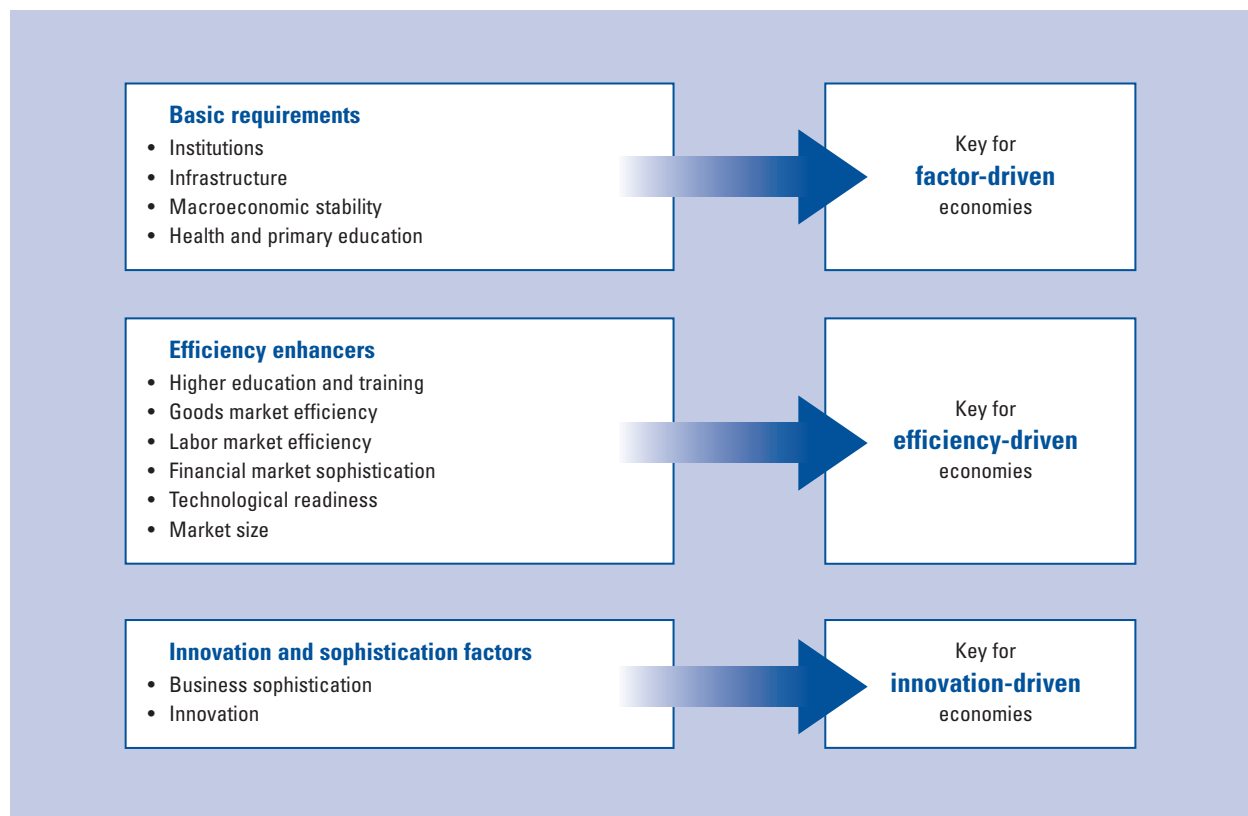 Basic requirements
• Institutions
• Infrastructure
• Macroeconomic stability
• Health and primary education
Key for
factor-driven
economies
Efficiency enhancers
• Higher education and training
• Goods market efficiency
• Labor market efficiency
• Financial market sophistication
• Technological readiness
• Market size
Key for
efficiency-driven
economies
Innovation and sophistication factors
• Business sophistication
• Innovation
Key for
innovation-driven
economies